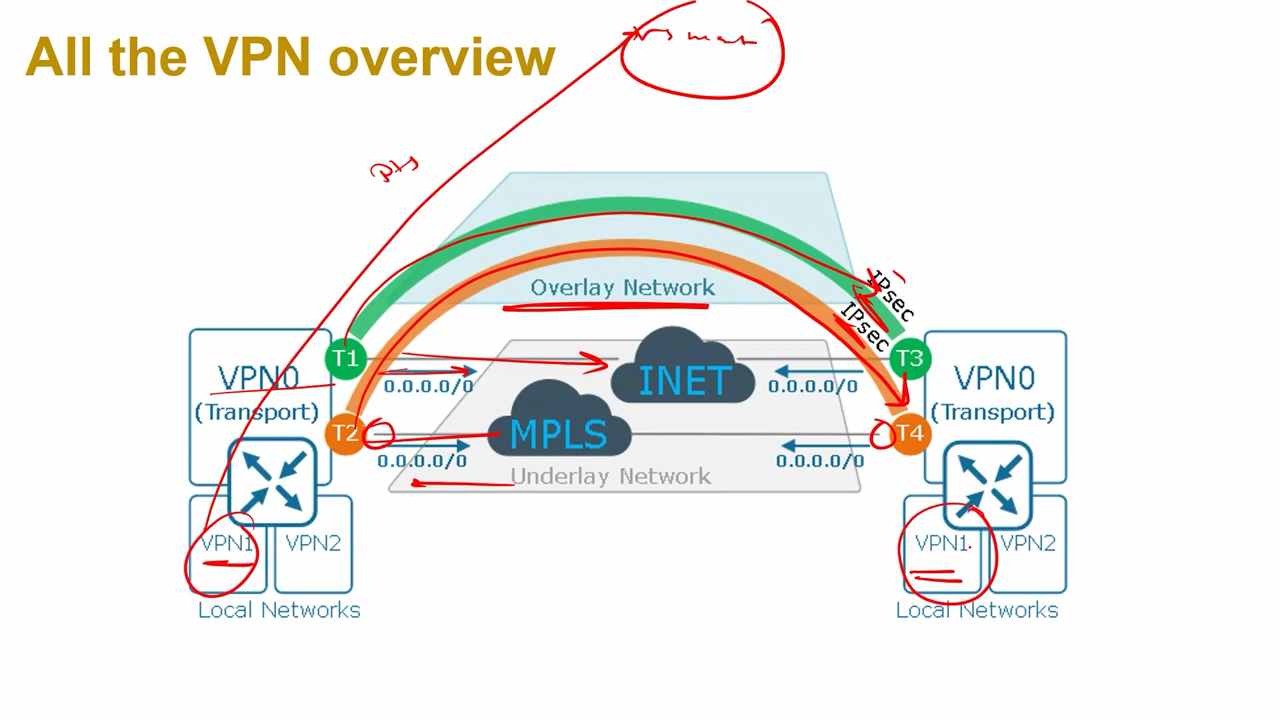 All the VPN overview
Overlay Network
IPsec
IPsec
T1
T3
VPN0
(Transport)
INET
VPN0
(Transport)
0.0.0.0/0
0.0.0.0/0
T2
MPLS
T4
0.0.0.0/0
0.0.0.0/0
Underlay Network
VPN1
VPN2
VPN1
VPN2
Local Networks
Local Networks